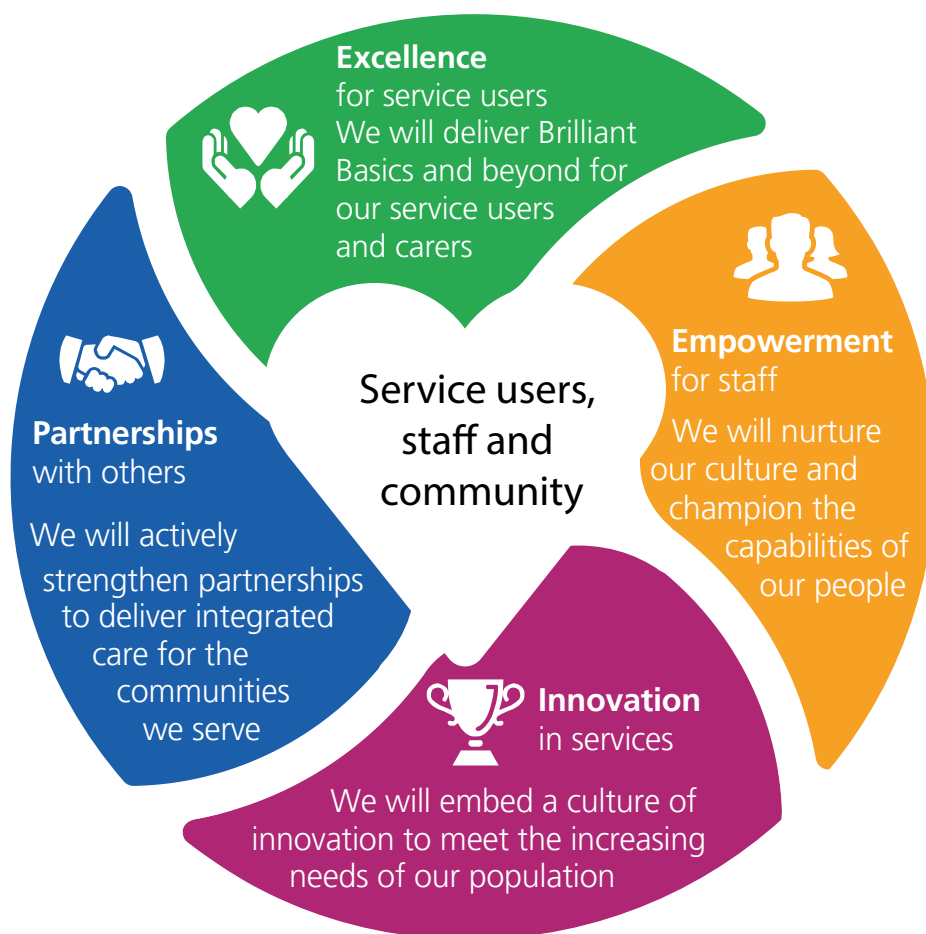 Excellence
for service users
We will deliver Brilliant
Basics and beyond for
our service users
and carers
Empowerment
for staff
We will nurture
our culture and
champion the
capabilities of
our people
Innovation
in services
We will embed a culture of
innovation to meet the increasing
needs of our population
Partnerships
with others
We will actively
strengthen partnerships
to deliver integrated
care for the
communities
we serve
Service users,
staff and
community